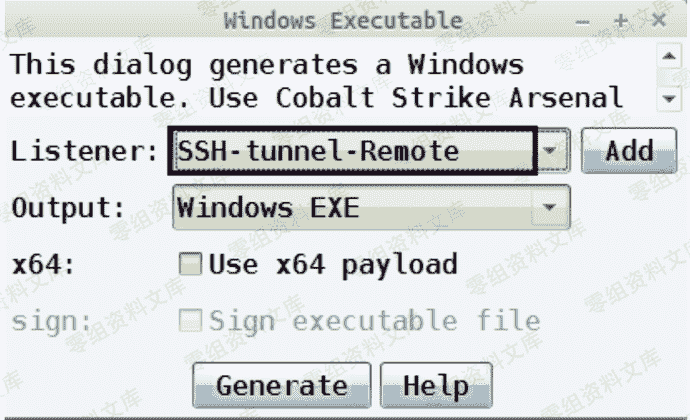 Windows Executable
This dialog generates a Windows
executable. Use Cobalt Strike Arsenal
Listener: SSH-tunnel-Remote Add
Output: Windows EXE
x64: Use x64 payload
sign: Sign executable file
Generate Help
零组资料文库